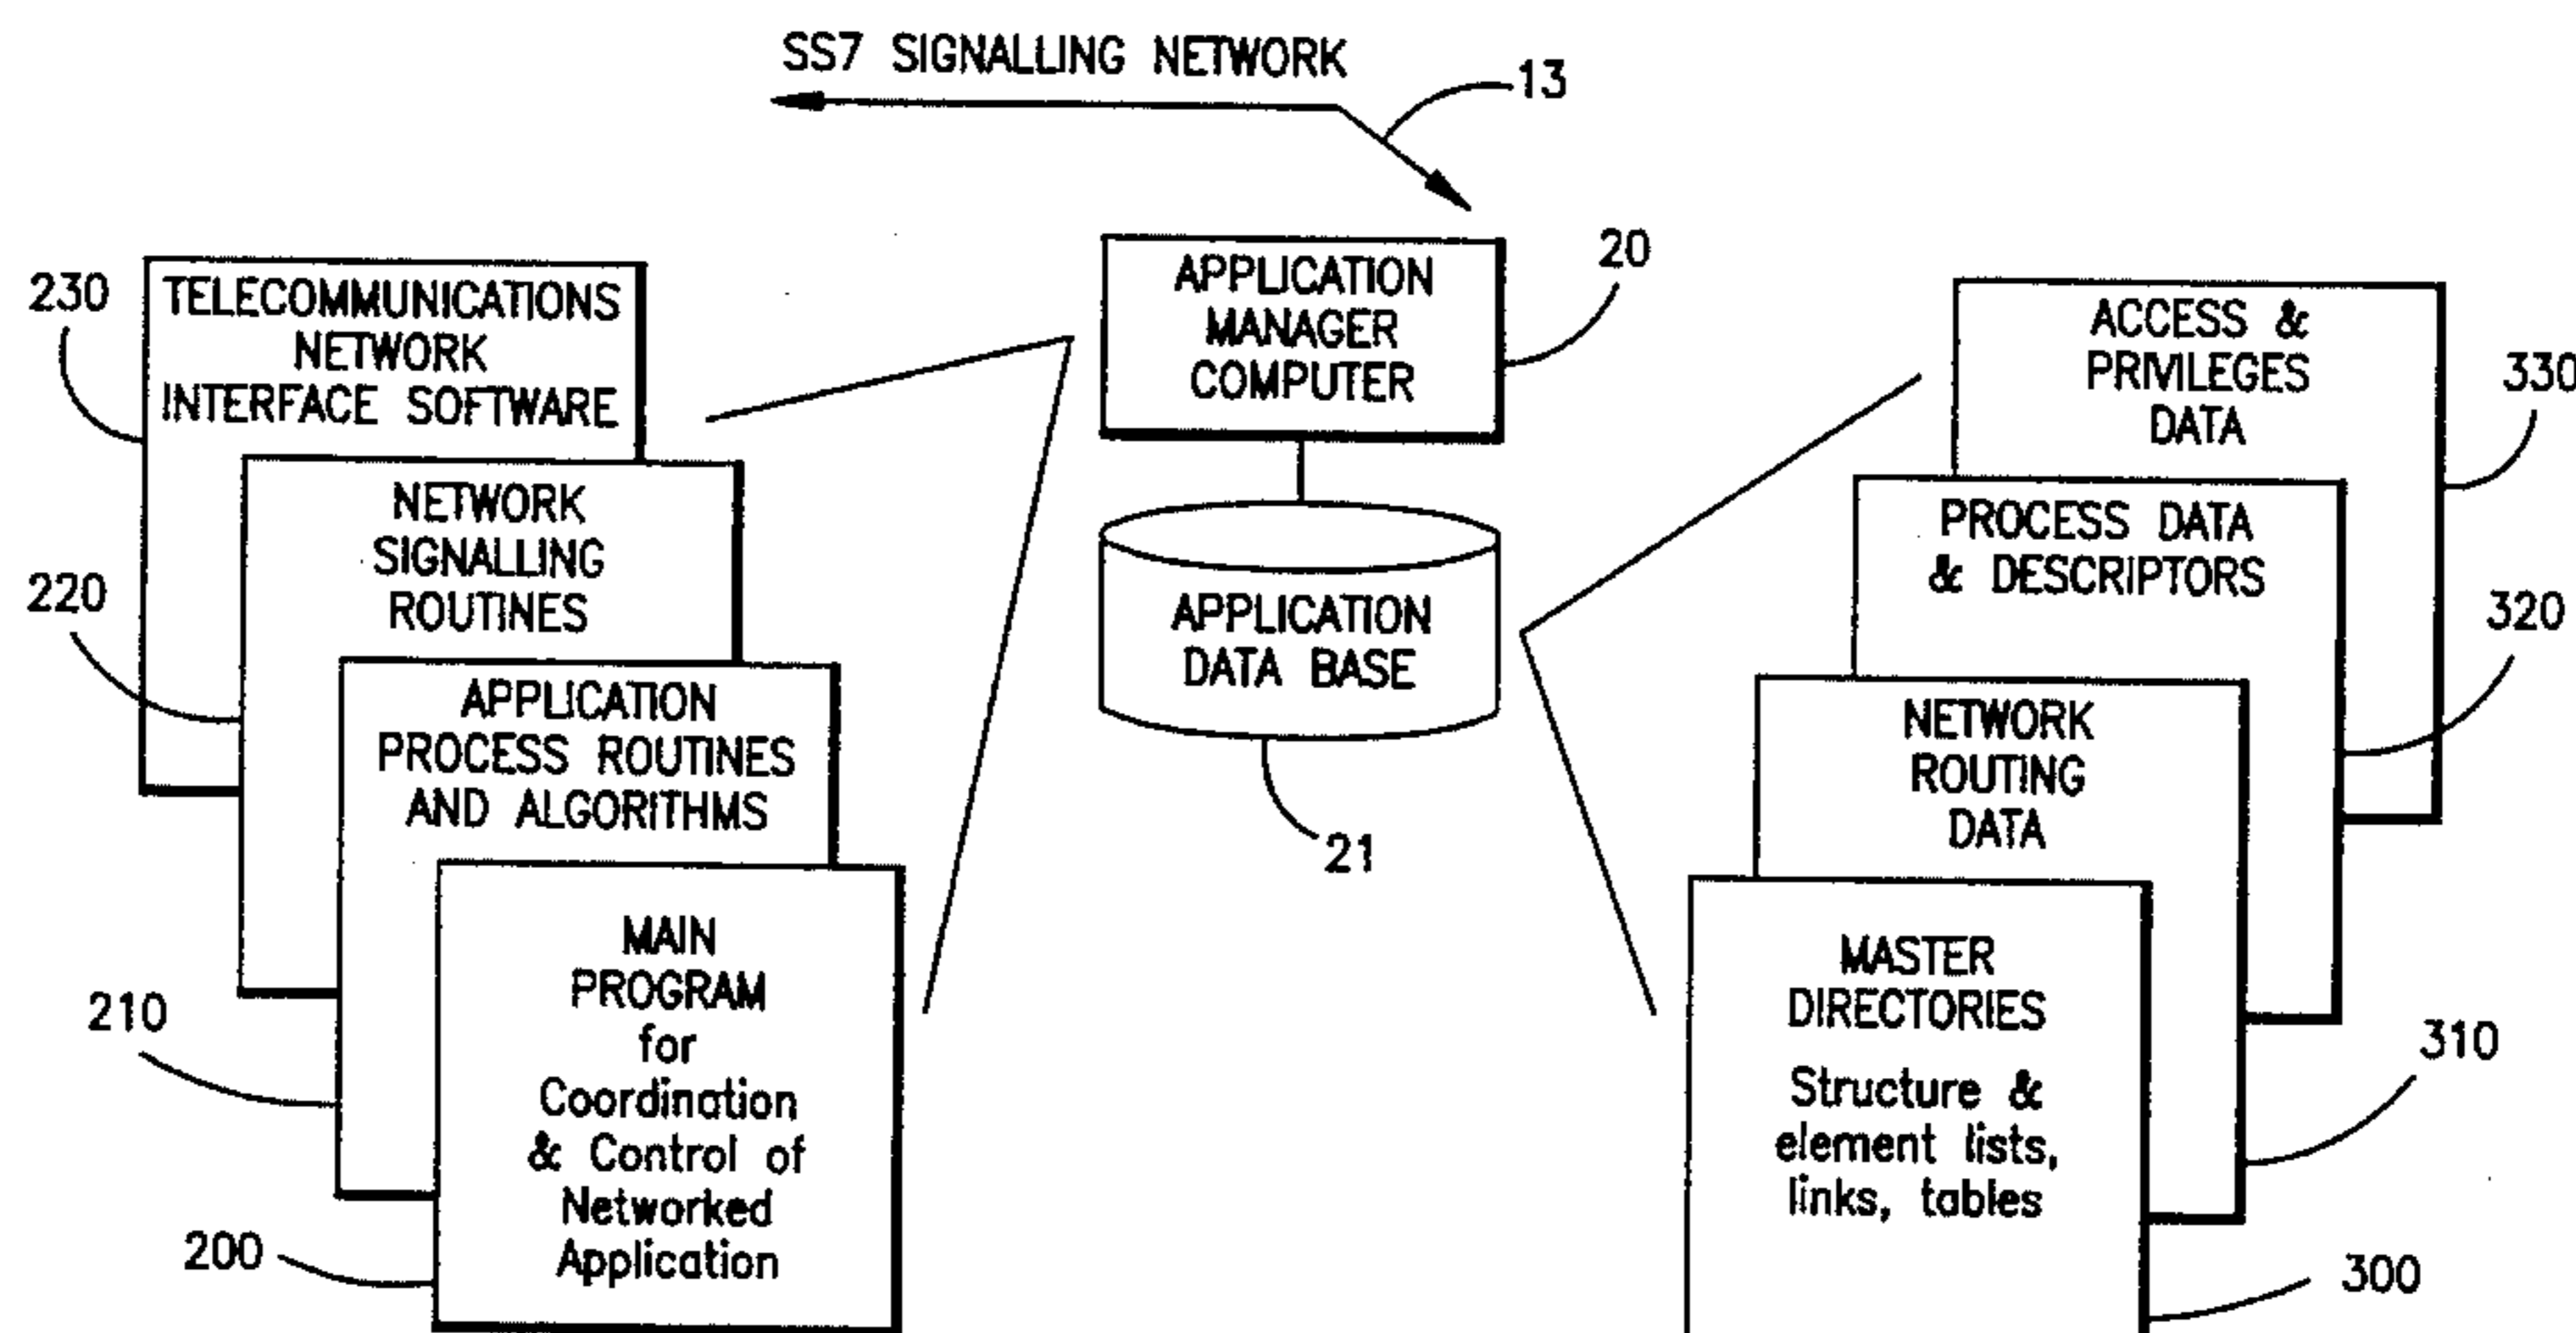 SS7 SIGNALLING NETWORK
13
230
TELECOMMUNICATIONS
NETWORK
INTERFACE SOFTWARE
220
NETWORK
SIGNALLING
ROUTINES
210
APPLICATION
PROCESS ROUTINES
AND ALGORITHMS
200
MAIN
PROGRAM
for
Coordination
& Control of
Networked
Application
20
APPLICATION
MANAGER
COMPUTER
APPLICATION
DATA BASE
21
ACCESS &
PRIVILEGES
DATA
330
PROCESS DATA
& DESCRIPTORS
320
NETWORK
ROUTING
DATA
310
MASTER
DIRECTORIES
Structure &
element lists,
links, tables
300